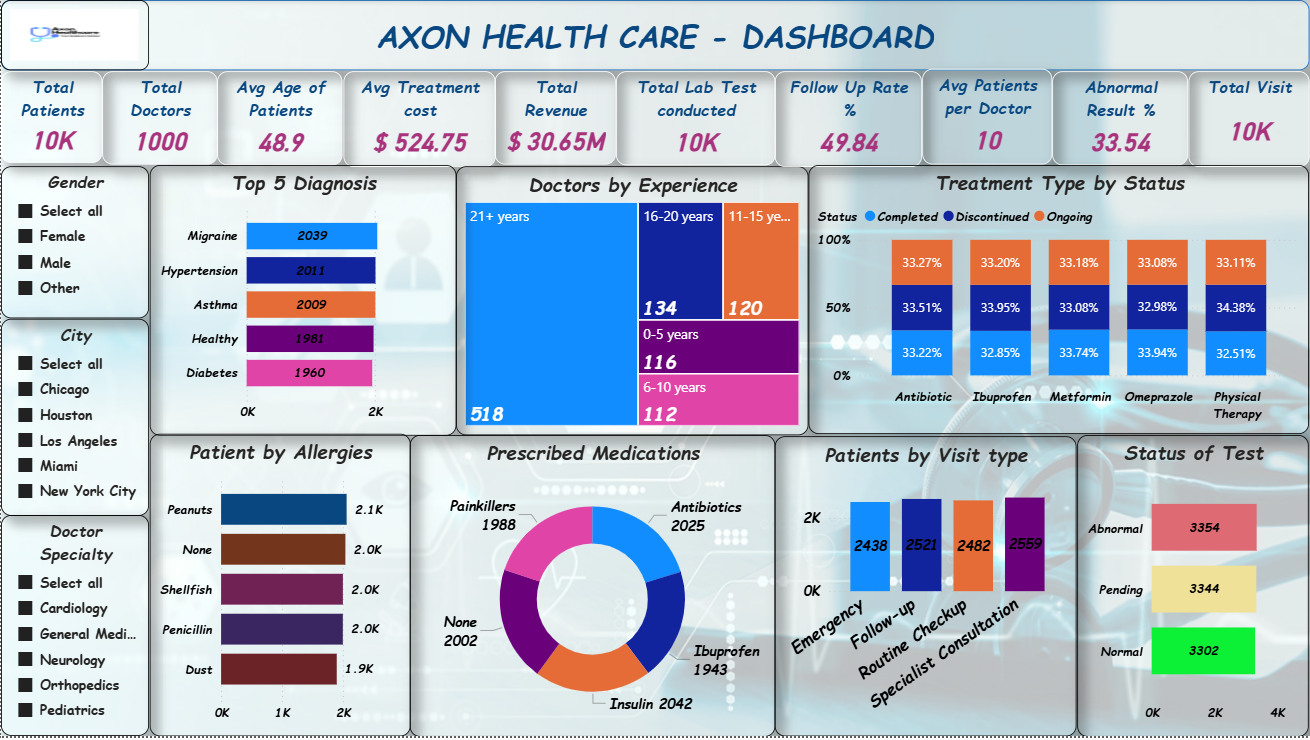 AXON HEALTH CARE - DASHBOARD
Total Patients
10K
Total Doctors
1000
Avg Age of Patients
48.9
Avg Treatment cost
$ 524.75
Total Revenue
$ 30.65M
Total Lab Test conducted
10K
Follow Up Rate %
49.84
Avg Patients per Doctor
10
Abnormal Result %
33.54
Total Visit
10K
Gender
Select all
Female
Male
Other
City
Select all
Chicago
Houston
Los Angeles
Miami
New York City
Doctor
Specialty
Select all
Cardiology
General Medi...
Neurology
Orthopedics
Pediatrics
Top 5 Diagnosis
Migraine 2039
Hypertension 2011
Asthma 2009
Healthy 1981
Diabetes 1960
0K 2K
Doctors by Experience
21+ years
518
16-20 years
134
11-15 ye...
120
0-5 years
116
6-10 years
112
Treatment Type by Status
Status Completed Discontinued Ongoing
100%
50%
0%
33.27% 33.20% 33.18% 33.08% 33.11%
33.51% 33.95% 33.08% 32.98% 34.38%
33.22% 32.85% 33.74% 33.94% 32.51%
Antibiotic Ibuprofen Metformin Omeprazole Physical
Therapy
Patient by Allergies
Peanuts 2.1K
None 2.0K
Shellfish 2.0K
Penicillin 2.0K
Dust 1.9K
0K 1K 2K
Prescribed Medications
Painkillers
1988
Antibiotics
2025
None
2002
Ibuprofen
1943
Insulin 2042
Patients by Visit type
2K
0K
2438 2521 2482 2559
Emergency
Follow-up
Routine Checkup
Specialist Consultation
Status of Test
Abnormal 3354
Pending 3344
Normal 3302
0K 2K 4K